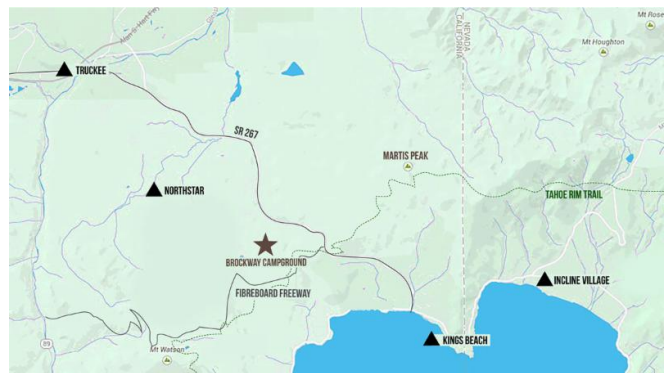 Mt Rose
Mt Houghton
NEVADA
CALIFORNIA
TRUCKEE
SR 267
MARTIS PEAK
NORTHSTAR
TAHOE RIM TRAIL
BROCKWAY CAMPGROUND
FIBREBOARD FREEWAY
INCLINE VILLAGE
89
Mt Watson
KINGS BEACH